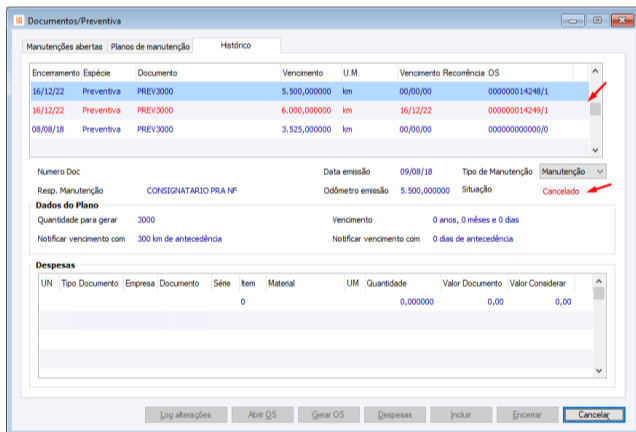 Documentos/Preventiva
Manutenções abertas Planos de manutenção Histórico
Encerramento Espécie Documento Vencimento U.M. Vencimento Recorrência OS
16/12/22 Preventiva PREV3000 5.500,000000 km 00/00/00 000000014248/1
16/12/22 Preventiva PREV3000 6.000,000000 km 16/12/22 000000014249/1
08/08/18 Preventiva PREV3000 3.525,000000 km 00/00/00 000000000000/0
Numero Doc Data emissão 09/08/18 Tipo de Manutenção Manutenção
Resp. Manutenção CONSIGNATARIO PRA NF Odômetro emissão 5.500,000000 Situação Cancelado
Dados do Plano
Quantidade para gerar 3000 Vencimento 0 anos, 0 mêses e 0 dias
Notificar vencimento com 300 km de antecedência Notificar vencimento com 0 dias de antecedência
Despesas
UN Tipo Documento Empresa Documento Série Item Material UM Quantidade Valor Documento Valor Considerar
0 0,000000 0,00 0,00
Log alterações Abrir OS Gerar OS Despesas Incluir Encerrar Cancelar